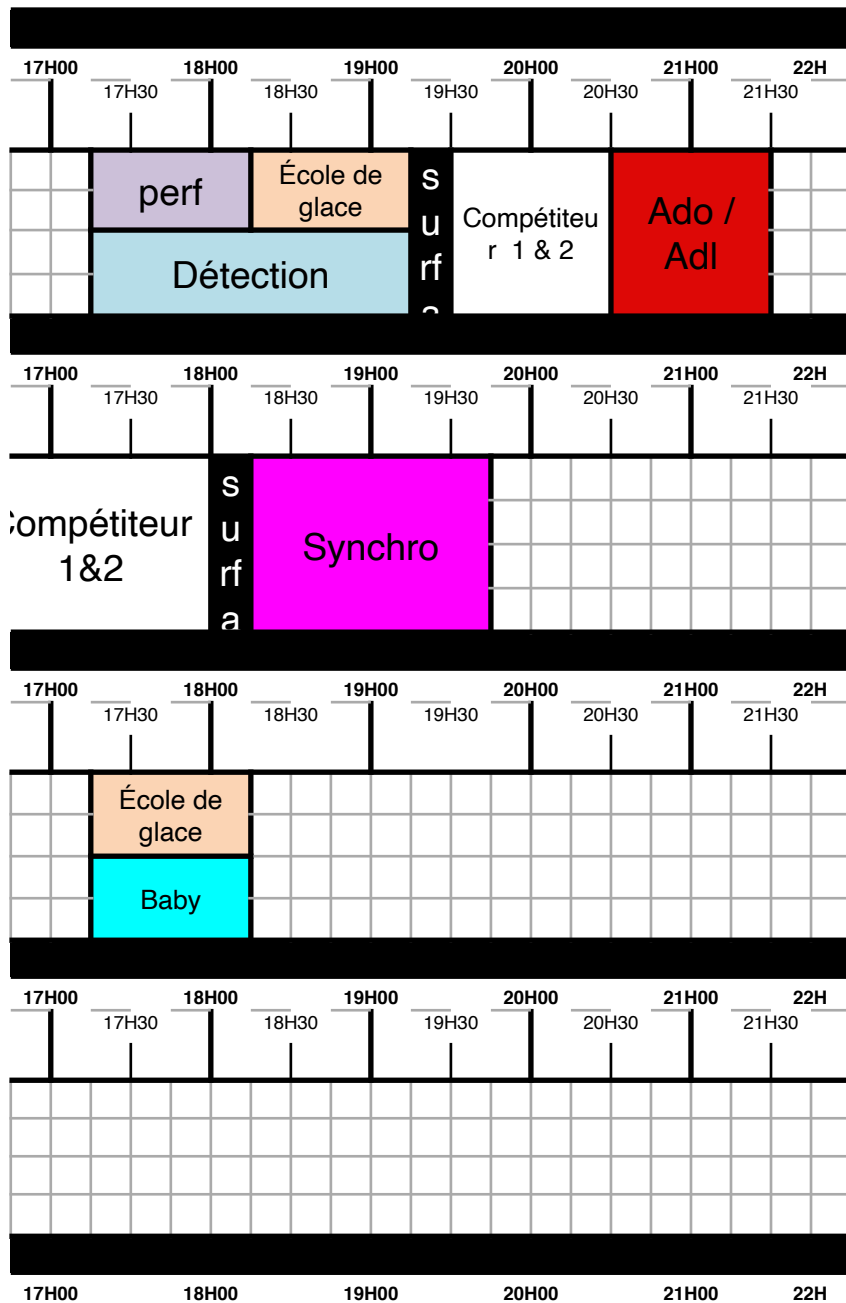 17H00 18H00 19H00 20H00 21H00 22H
17H30 18H30 19H30 20H30 21H30
perf
École de
glace
Détection
s
u
rf
a
Compétiteu
r 1 & 2
Ado /
Adl
17H00 18H00 19H00 20H00 21H00 22H
17H30 18H30 19H30 20H30 21H30
Compétiteur
1&2
s
u
rf
a
Synchro
17H00 18H00 19H00 20H00 21H00 22H
17H30 18H30 19H30 20H30 21H30
École de
glace
Baby
17H00 18H00 19H00 20H00 21H00 22H
17H30 18H30 19H30 20H30 21H30
17H00 18H00 19H00 20H00 21H00 22H